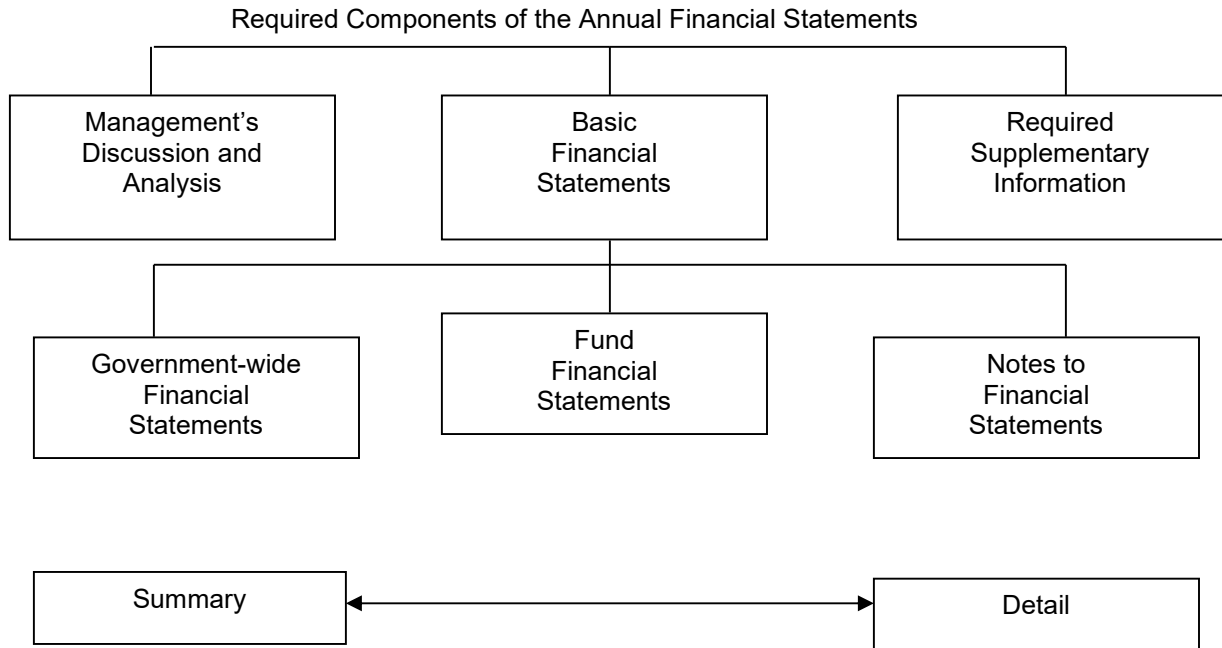 Required Components of the Annual Financial Statements
Management’s
Discussion and
Analysis
Basic
Financial
Statements
Required
Supplementary
Information
Government-wide
Financial
Statements
Fund
Financial
Statements
Notes to
Financial
Statements
Summary
Detail